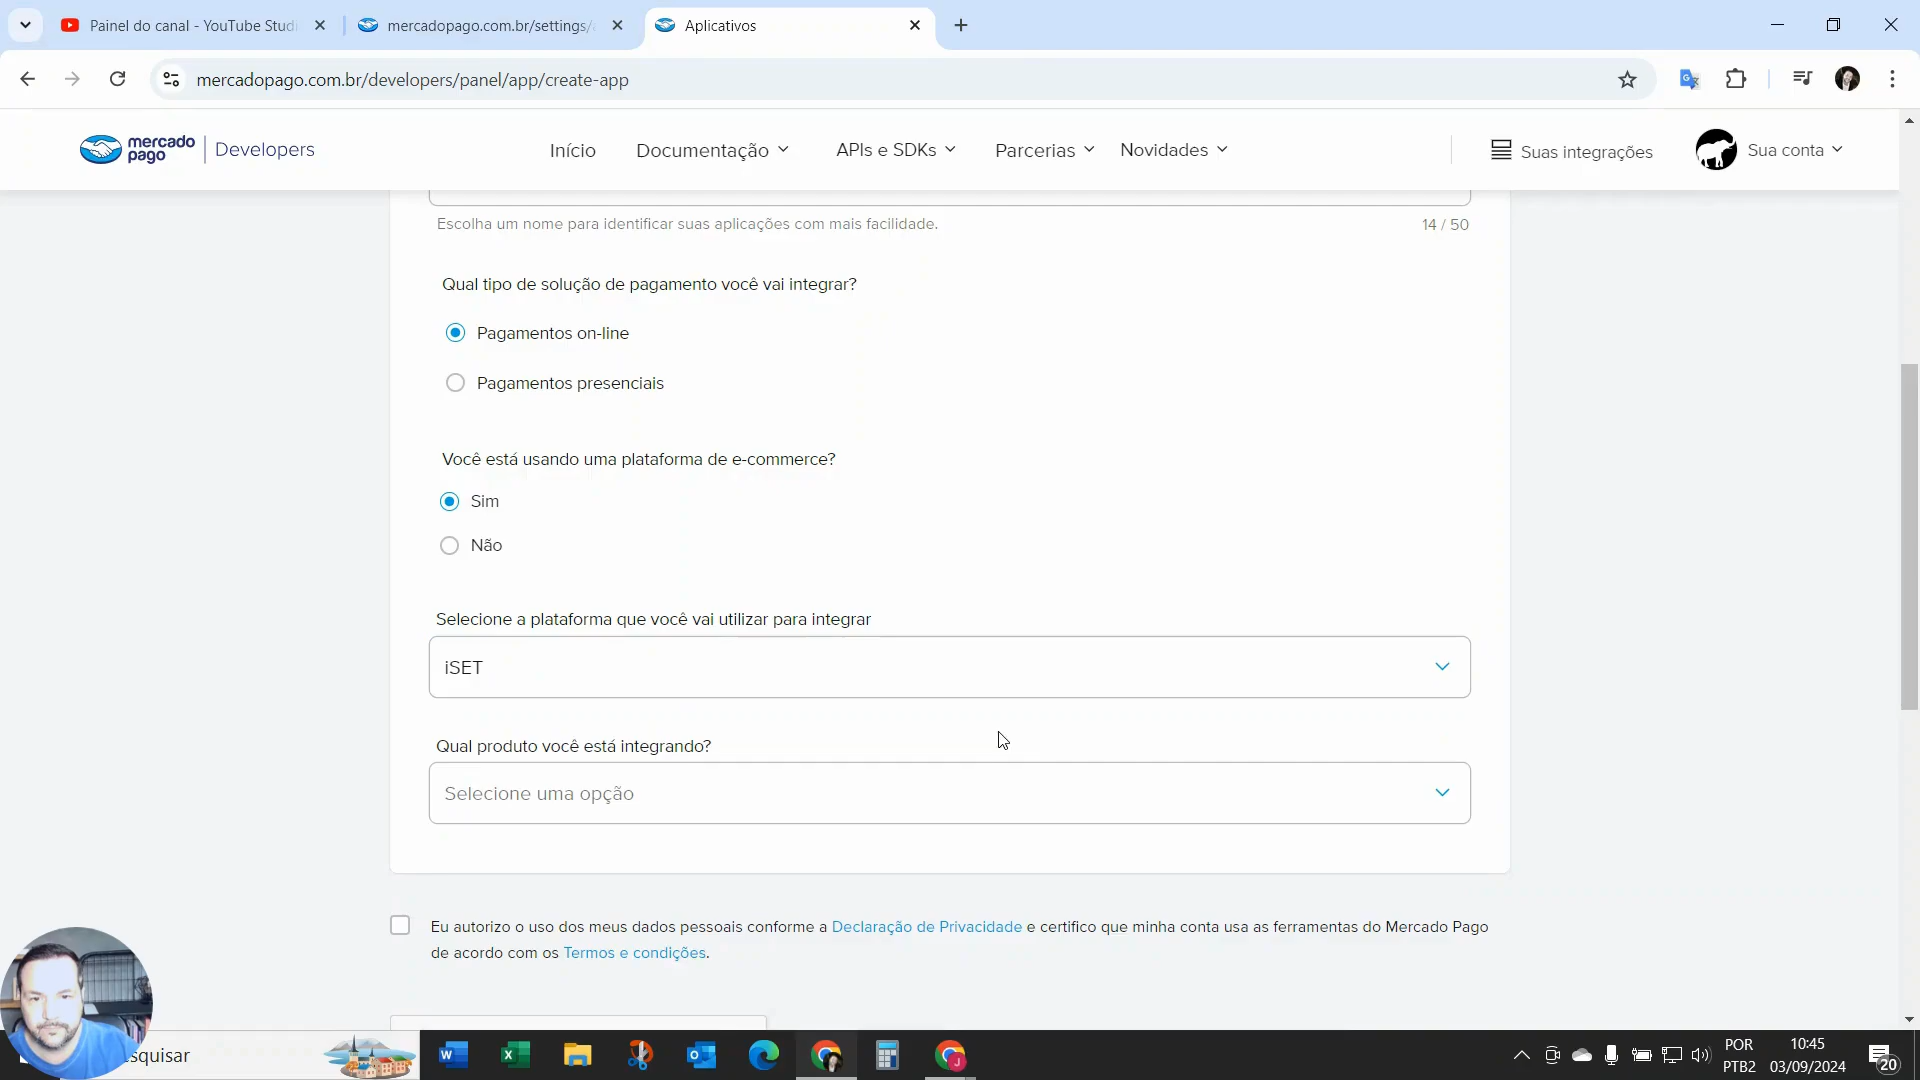 Painel do canal - YouTube Studi
mercadopago.com.br/settings/
Aplicativos
mercadopago.com.br/developers/panel/app/create-app
mercado pago
Developers
Início
Documentação
APIs e SDKs
Parcerias
Novidades
Suas integrações
Sua conta
Escolha um nome para identificar suas aplicações com mais facilidade.
14 / 50
Qual tipo de solução de pagamento você vai integrar?
Pagamentos on-line
Pagamentos presenciais
Você está usando uma plataforma de e-commerce?
Sim
Não
Selecione a plataforma que você vai utilizar para integrar
iSET
Qual produto você está integrando?
Selecione uma opção
Eu autorizo o uso dos meus dados pessoais conforme a Declaração de Privacidade e certifico que minha conta usa as ferramentas do Mercado Pago
de acordo com os Termos e condições.
squisar
POR
PTB2
10:45
03/09/2024
20